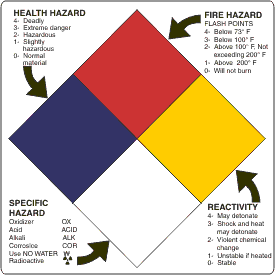 HEALTH HAZARD
4- Deadly
3- Extreme danger
2- Hazardous
1- Slightly
hazardous
0- Normal
material
FIRE HAZARD
FLASH POINTS
4- Below 73° F
3- Below 100° F
2- Above 100° F, Not
exceeding 200° F
1- Above 200° F
0- Will not burn
SPECIFIC
HAZARD
Oxidizer OX
Acid ACID
Alkali ALK
Corrosice COR
Use NO WATER W
Radioactive
REACTIVITY
4- May detonate
3- Shock and heat
may detonate
2- Violent chemical
change
1- Unstable if heated
0- Stable